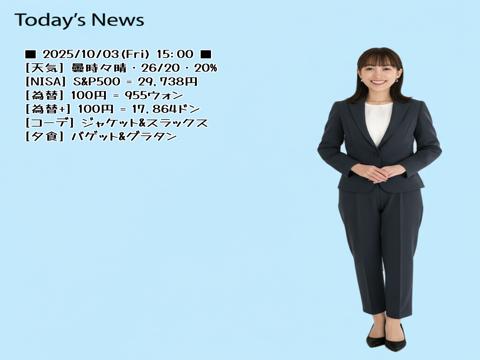 Today's News
■ 2025/10/03(Fri) 15:00 ■
[天気] 曇時々晴・26/20・20%
[NISA] S&P500 = 29,738円
[為替] 100円 = 955ウォン
[為替+] 100円 = 17,864ドン
[コーデ] ジャケット&スラックス
[夕食] バゲット&グラタン